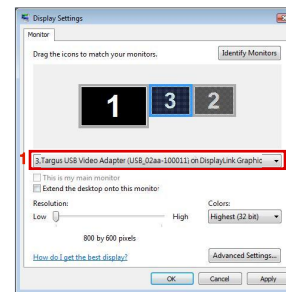 Display Settings
Monitor
Drag the icons to match your monitors.
Identify Monitors
1
3
2
1
3.Targus USB Video Adapter (USB_02aa-100011) on DisplayLink Graphic
This is my main monitor
Extend the desktop onto this monitor
Resolution:
Colors:
Low
High
Highest (32 bit)
800 by 600 pixels
How do I get the best display?
Advanced Settings...
OK
Cancel
Apply